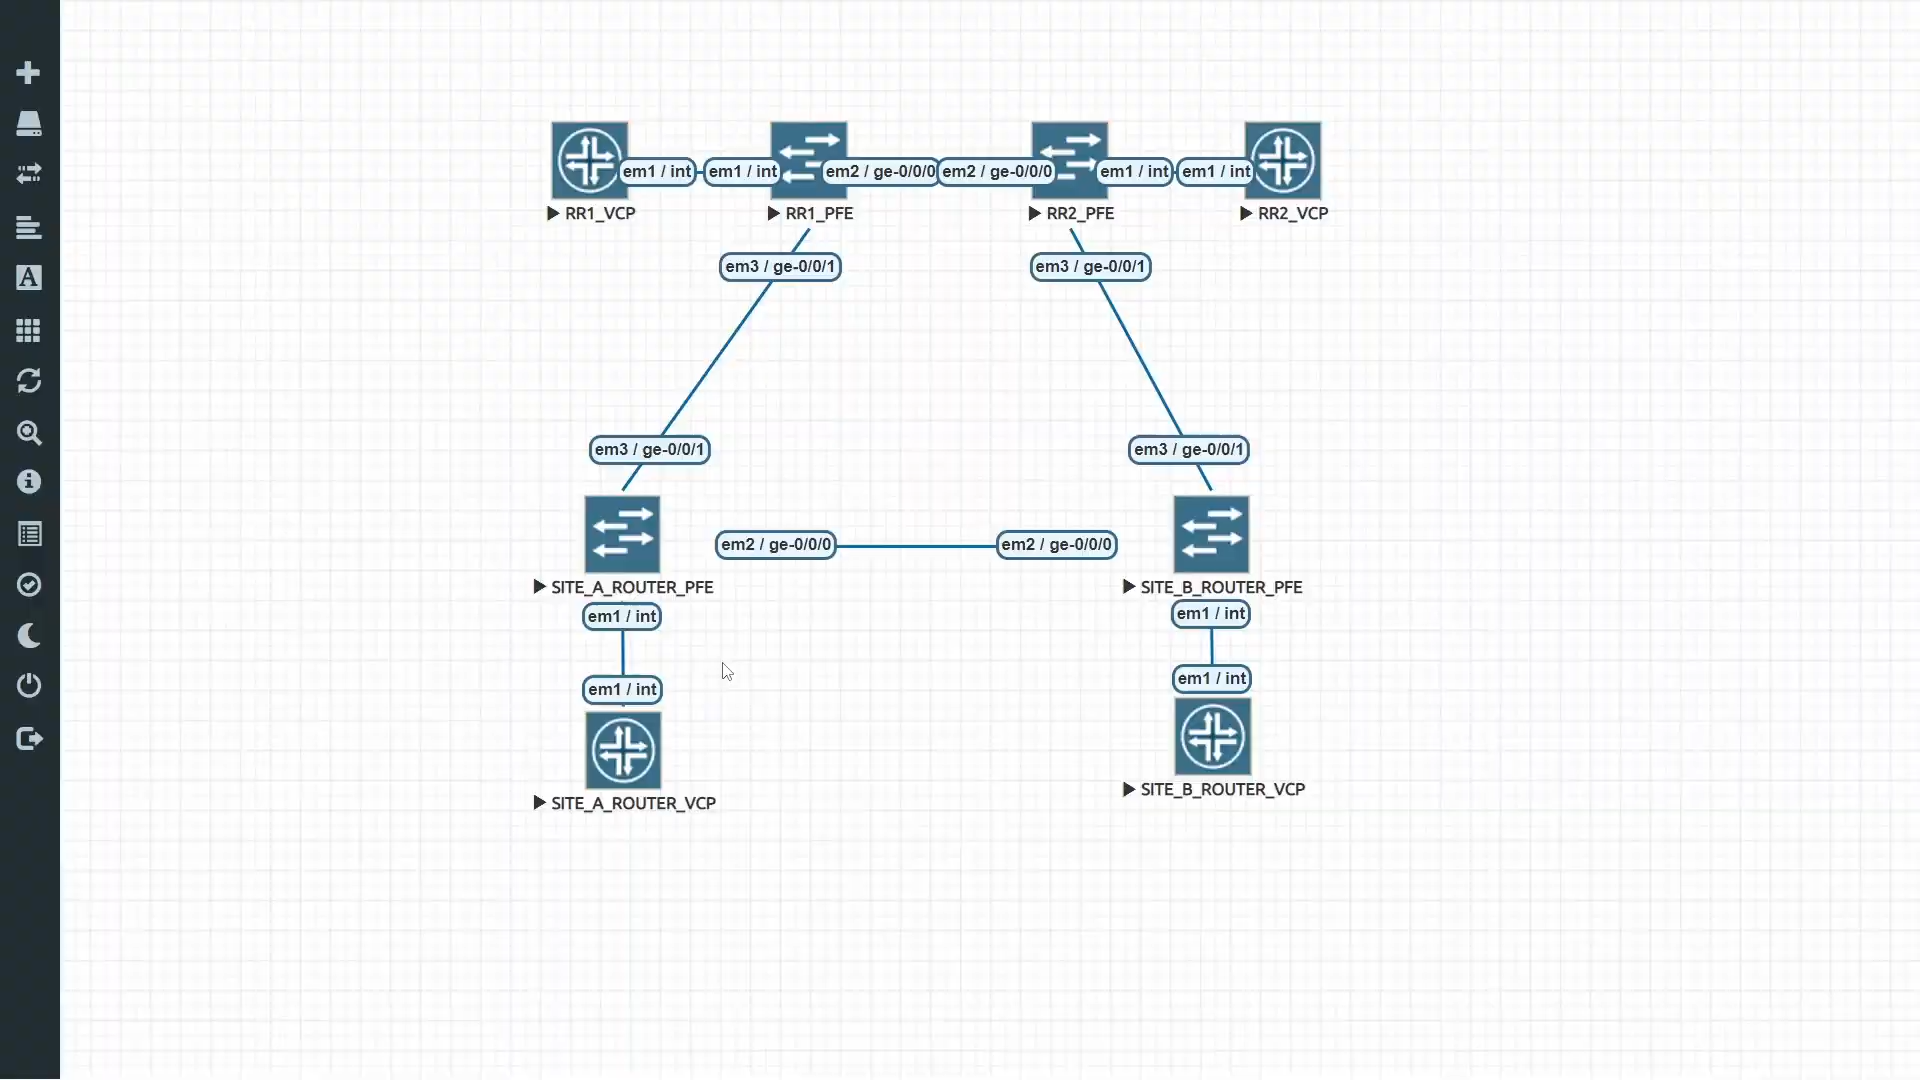 em1 / int
em1 / int
em2 / ge-0/0/0
em2 / ge-0/0/0
em1 / int
em1 / int
RR1_VCP
RR1_PFE
RR2_PFE
RR2_VCP
em3 / ge-0/0/1
em3 / ge-0/0/1
em3 / ge-0/0/1
em3 / ge-0/0/1
em2 / ge-0/0/0
em2 / ge-0/0/0
SITE_A_ROUTER_PFE
SITE_B_ROUTER_PFE
em1 / int
em1 / int
em1 / int
em1 / int
SITE_A_ROUTER_VCP
SITE_B_ROUTER_VCP